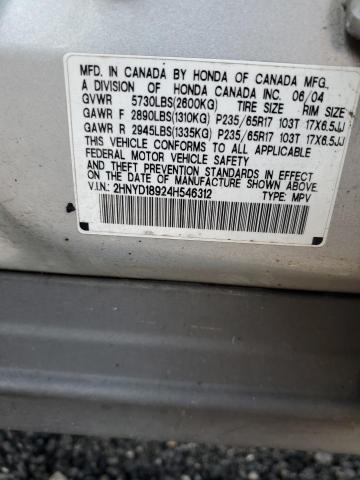 MFD. IN CANADA BY HONDA OF CANADA MFG.,
A DIVISION OF HONDA CANADA INC. 06/04
GVWR 5730LBS(2600KG) TIRE SIZE RIM SIZE
GAWR F 2890LBS(1310KG) P235/65R17 103T 17X6.5JJ
GAWR R 2945LBS(1335KG) P235/65R17 103T 17X6.5JJ
THIS VEHICLE CONFORMS TO ALL APPLICABLE
FEDERAL MOTOR VEHICLE SAFETY
STANDARDS IN EFFECT ON THE DATE OF
MANUFACTURE SHOWN ABOVE.
V.I.N.: 2HNYD18924H546312 TYPE: MPV